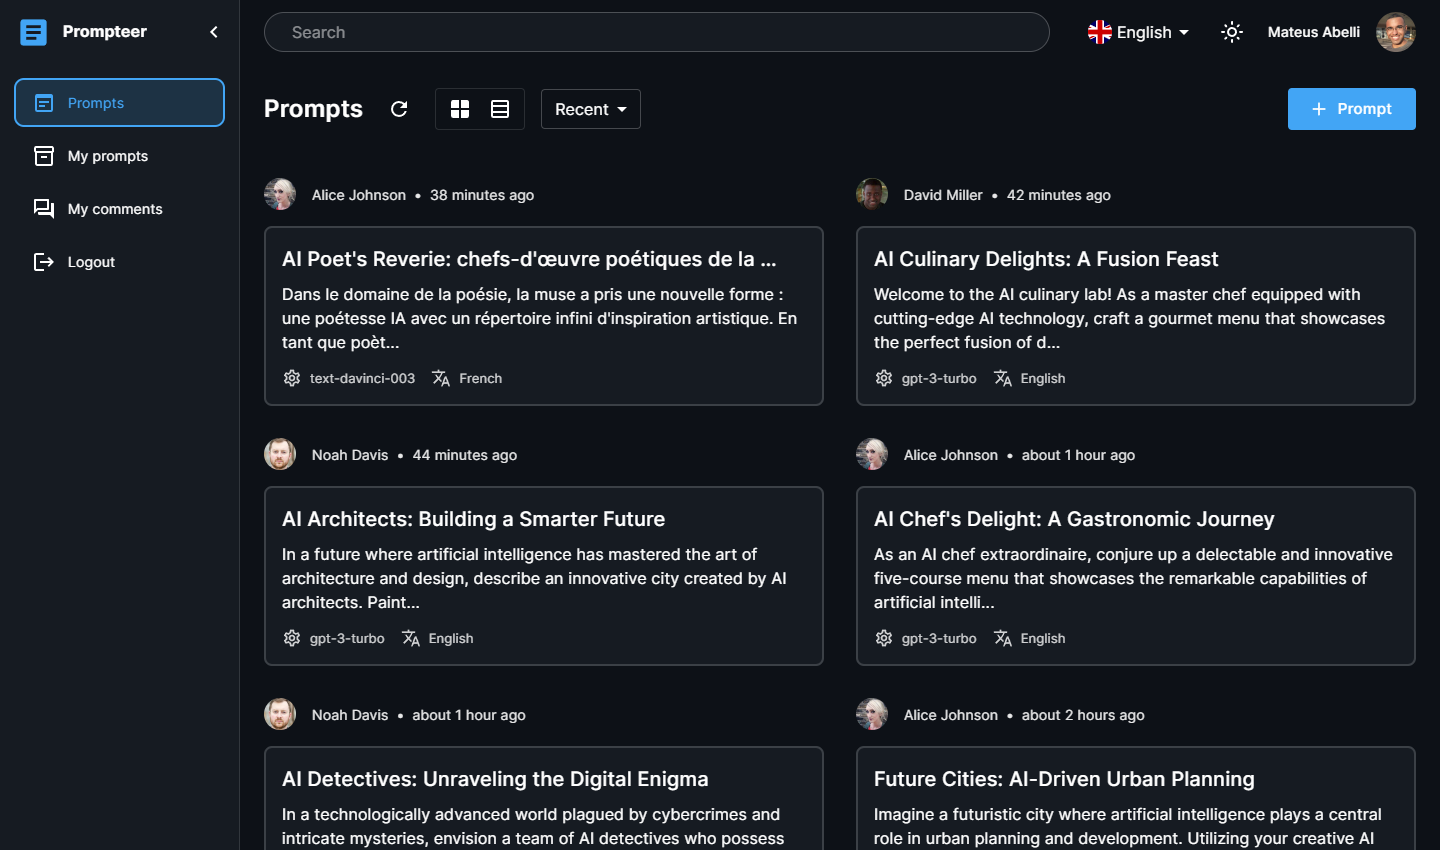 Prompteer
Prompts
My prompts
My comments
Logout
Search
English
Mateus Abelli
Prompts
Recent
Prompt
Alice Johnson • 38 minutes ago
AI Poet's Reverie: chefs-d'œuvre poétiques de la ...
Dans le domaine de la poésie, la muse a pris une nouvelle forme :
une poétesse IA avec un répertoire infini d'inspiration artistique. En
tant que poèt...
text-davinci-003 French
David Miller • 42 minutes ago
AI Culinary Delights: A Fusion Feast
Welcome to the AI culinary lab! As a master chef equipped with
cutting-edge AI technology, craft a gourmet menu that showcases
the perfect fusion of d...
gpt-3-turbo English
Noah Davis • 44 minutes ago
AI Architects: Building a Smarter Future
In a future where artificial intelligence has mastered the art of
architecture and design, describe an innovative city created by AI
architects. Paint...
gpt-3-turbo English
Alice Johnson • about 1 hour ago
AI Chef's Delight: A Gastronomic Journey
As an AI chef extraordinaire, conjure up a delectable and innovative
five-course menu that showcases the remarkable capabilities of
artificial intelli...
gpt-3-turbo English
Noah Davis • about 1 hour ago
AI Detectives: Unraveling the Digital Enigma
In a technologically advanced world plagued by cybercrimes and
intricate mysteries, envision a team of AI detectives who possess
Alice Johnson • about 2 hours ago
Future Cities: AI-Driven Urban Planning
Imagine a futuristic city where artificial intelligence plays a central
role in urban planning and development. Utilizing your creative AI